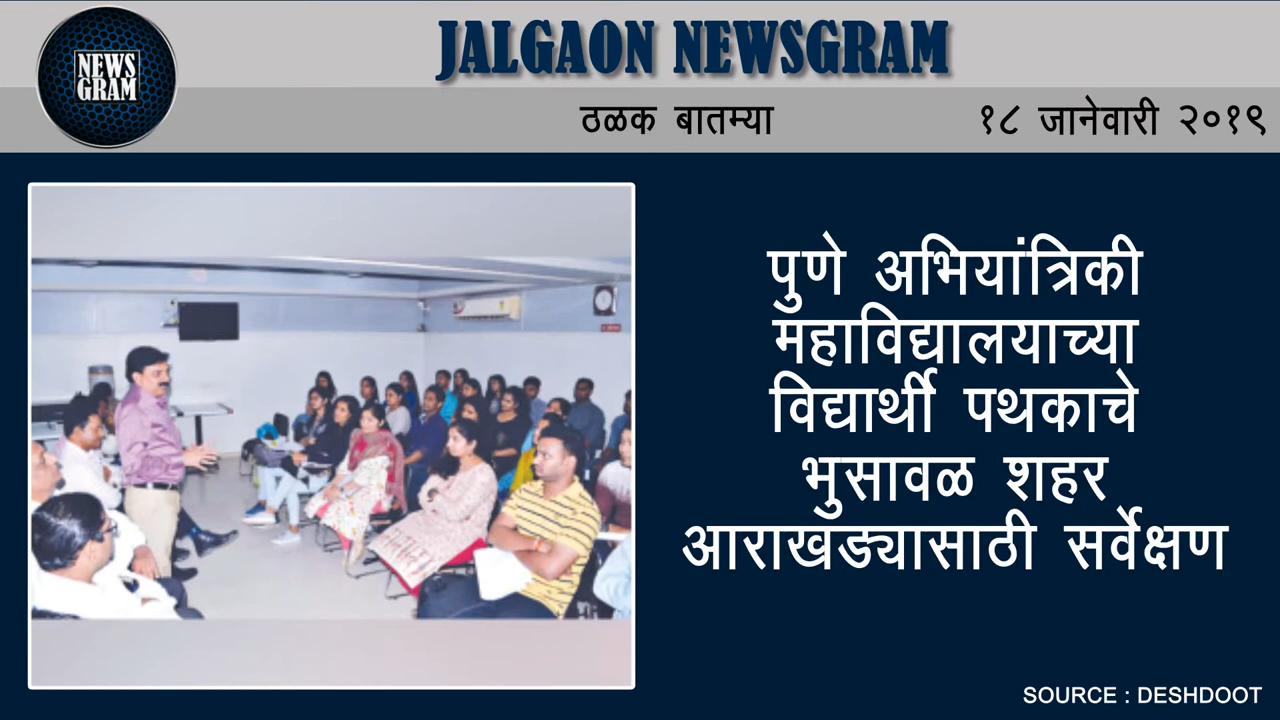 NEWS
GRAM
JALGAON NEWSGRAM
ठळक बातम्या
१८ जानेवारी २०१९
पुणे अभियांत्रिकी
महाविद्यालयाच्या
विद्यार्थी पथकाचे
भुसावळ शहर
आराखड्यासाठी सर्वेक्षण
SOURCE : DESHDOOT